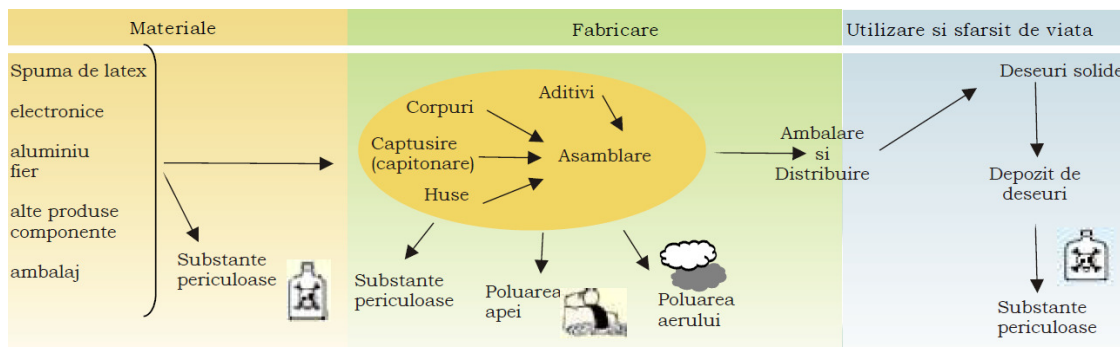 Materiale
Fabricare
Utilizare si sfarsit de viata
Spuma de latex
electronice
aluminiu
fier
alte produse
componente
ambalaj
Substante
periculoase
Corpuri
Aditivi
Captusire
(capitonare)
Asamblare
Huse
Substante
periculoase
Poluarea
apei
Poluarea
aerului
Ambalare
si
Distribuire
Deseuri solide
Depozit de
deseuri
Substante
periculoase